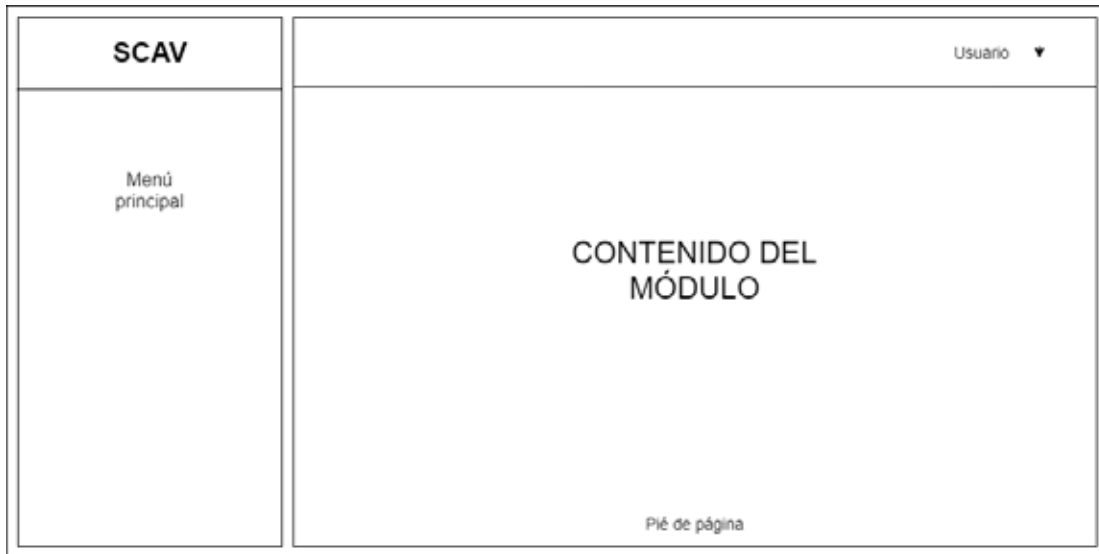 SCAV
Usuario
Menú
principal
CONTENIDO DEL
MÓDULO
Pié de página